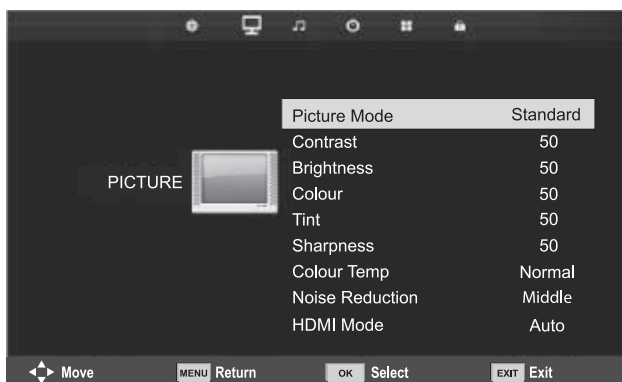 Picture Mode Standard
Contrast 50
Brightness 50
PICTURE
Colour 50
Tint 50
Sharpness 50
Colour Temp Normal
Noise Reduction Middle
HDMI Mode Auto
Move MENU Return OK Select EXIT Exit